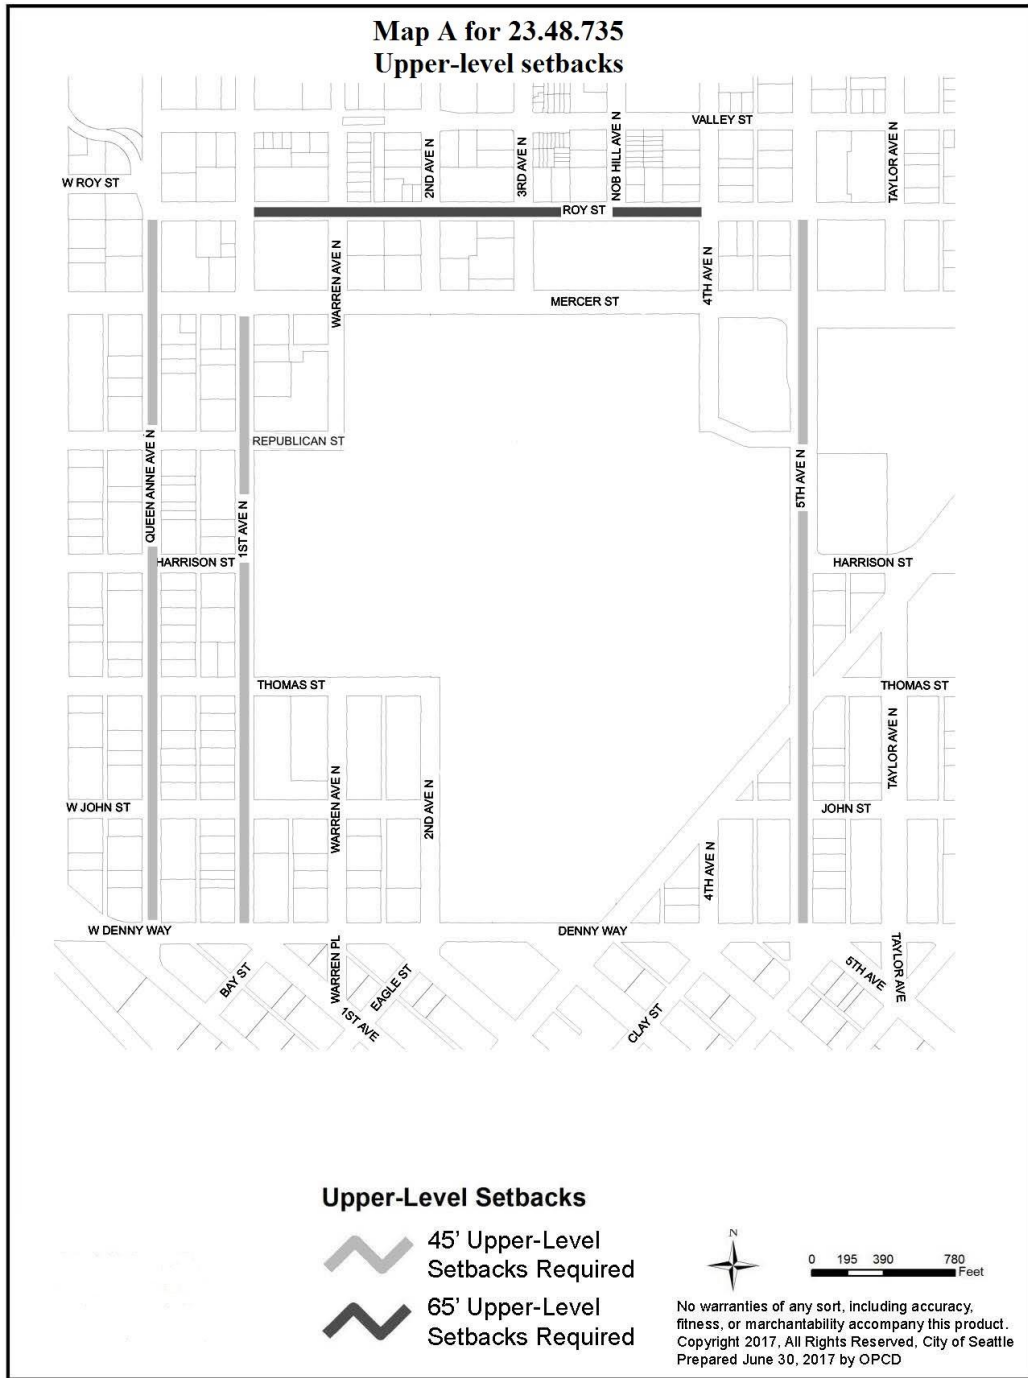 Map A for 23.48.735
Upper-level setbacks
VALLEY ST
NOB HILL AVE N
TAYLOR AVE N
2ND AVE N
3RD AVE N
W ROY ST
ROY ST
WARREN AVE N
4TH AVE N
MERCER ST
QUEEN ANNE AVE N
REPUBLICAN ST
5TH AVE N
1ST AVE N
HARRISON ST
HARRISON ST
THOMAS ST
THOMAS ST
TAYLOR AVE N
WARREN AVE N
2ND AVE N
W JOHN ST
JOHN ST
4TH AVE N
W DENNY WAY
DENNY WAY
BAY ST
WARREN PL
EAGLE ST
1ST AVE
CLAY ST
5TH AVE
TAYLOR AVE
Upper-Level Setbacks
45' Upper-Level
Setbacks Required
65' Upper-Level
Setbacks Required
N
0 195 390 780
Feet
No warranties of any sort, including accuracy,
fitness, or marchantability accompany this product.
Copyright 2017, All Rights Reserved, City of Seattle
Prepared June 30, 2017 by OPCD